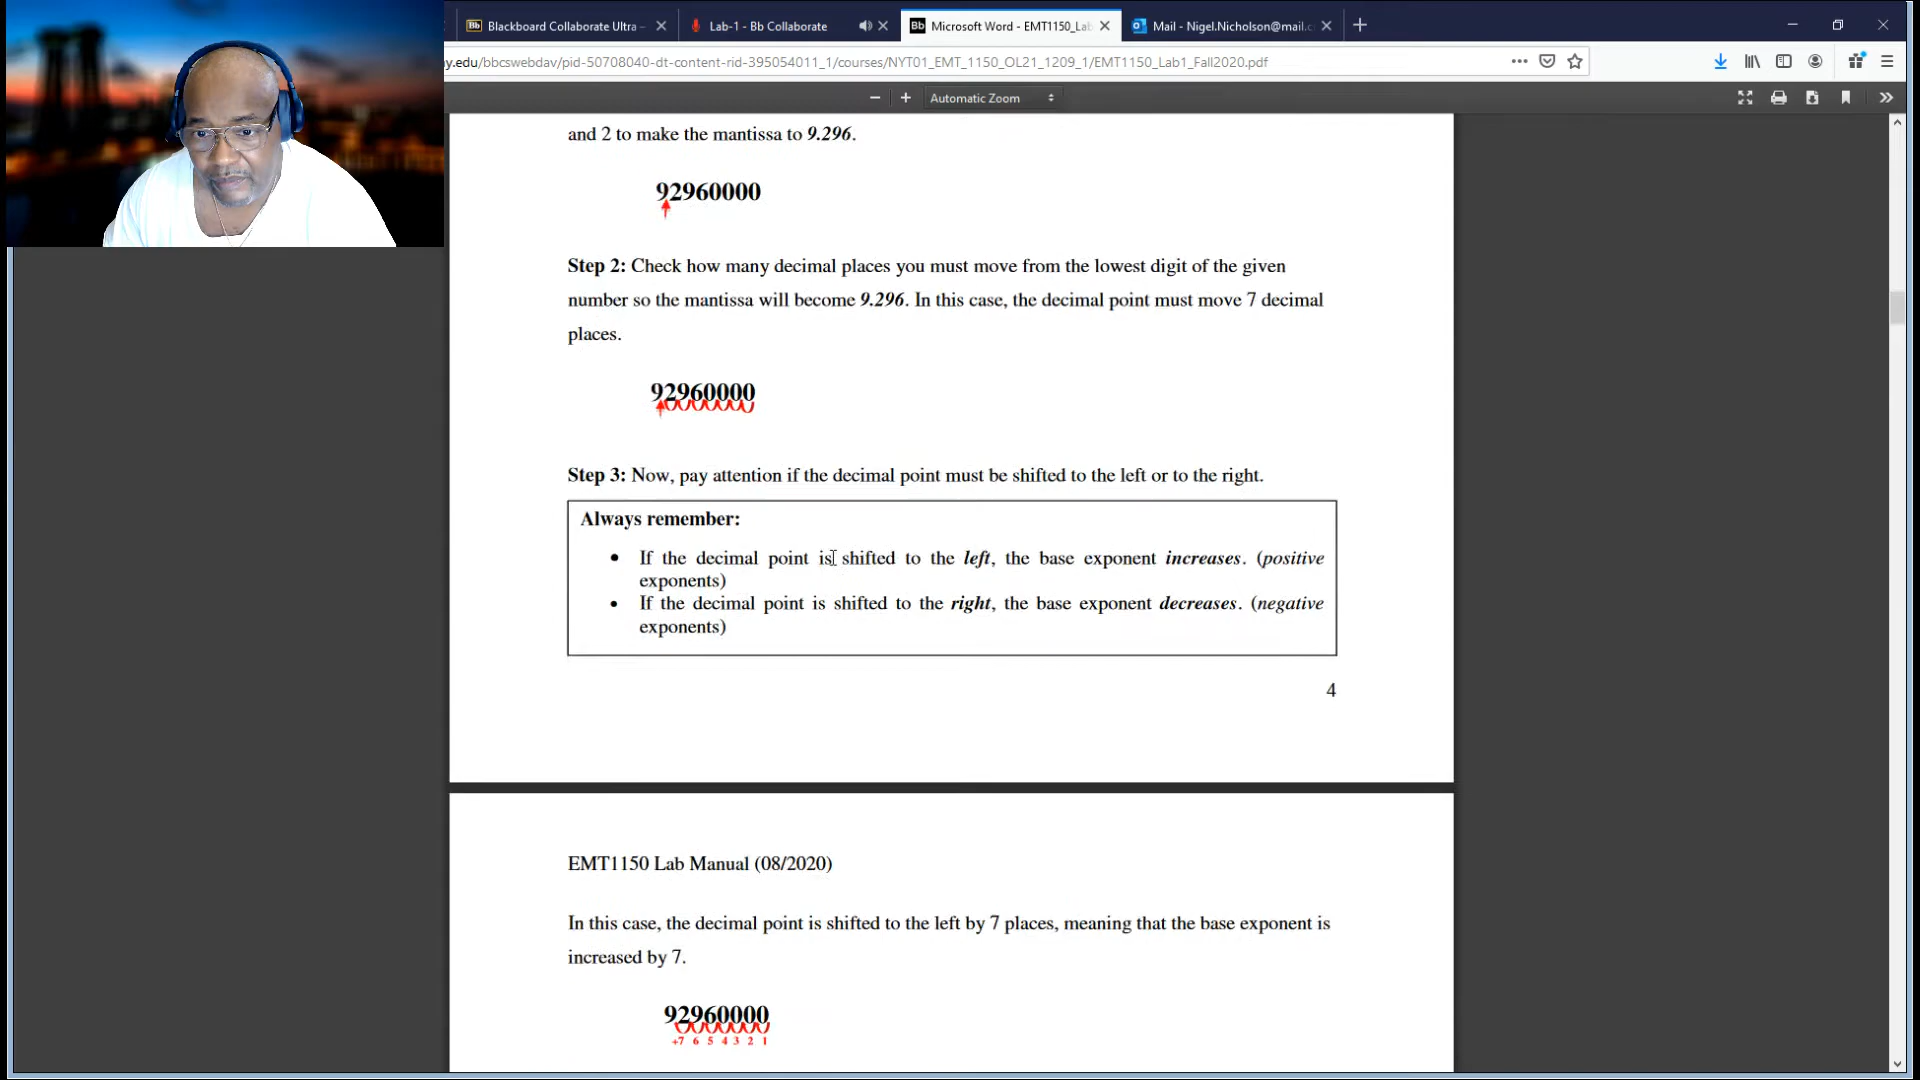 Blackboard Collaborate Ultra –
Lab-1 - Bb Collaborate
Microsoft Word - EMT1150_La
Mail - Nigel.Nicholson@mail.c
y.edu/bbcswebdav/pid-50708040-dt-content-rid-395054011_1/courses/NYT01_EMT_1150_OL21_1209_1/EMT1150_Lab1_Fall2020.pdf
Automatic Zoom
and 2 to make the mantissa to 9.296.
92960000
Step 2: Check how many decimal places you must move from the lowest digit of the given
number so the mantissa will become 9.296. In this case, the decimal point must move 7 decimal
places.
92960000
Step 3: Now, pay attention if the decimal point must be shifted to the left or to the right.
Always remember:
• If the decimal point is shifted to the left, the base exponent increases. (positive
exponents)
• If the decimal point is shifted to the right, the base exponent decreases. (negative
exponents)
4
EMT1150 Lab Manual (08/2020)
In this case, the decimal point is shifted to the left by 7 places, meaning that the base exponent is
increased by 7.
92960000
+7 6 5 4 3 2 1